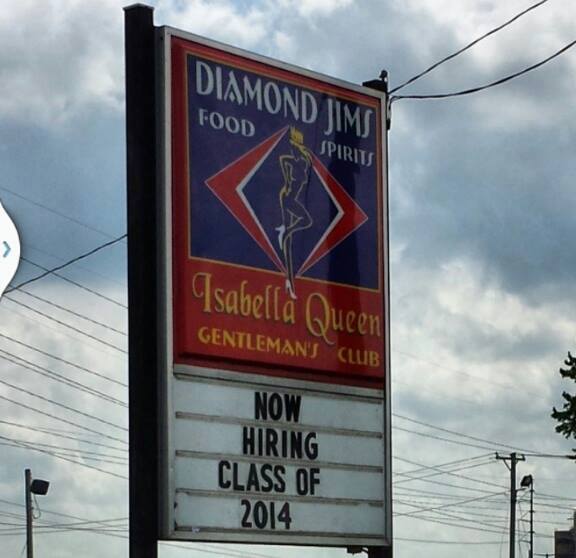 DIAMOND JIMS
FOOD
SPIRITS
Isabella Queen
GENTLEMAN'S CLUB
NOW
HIRING
CLASS OF
2014